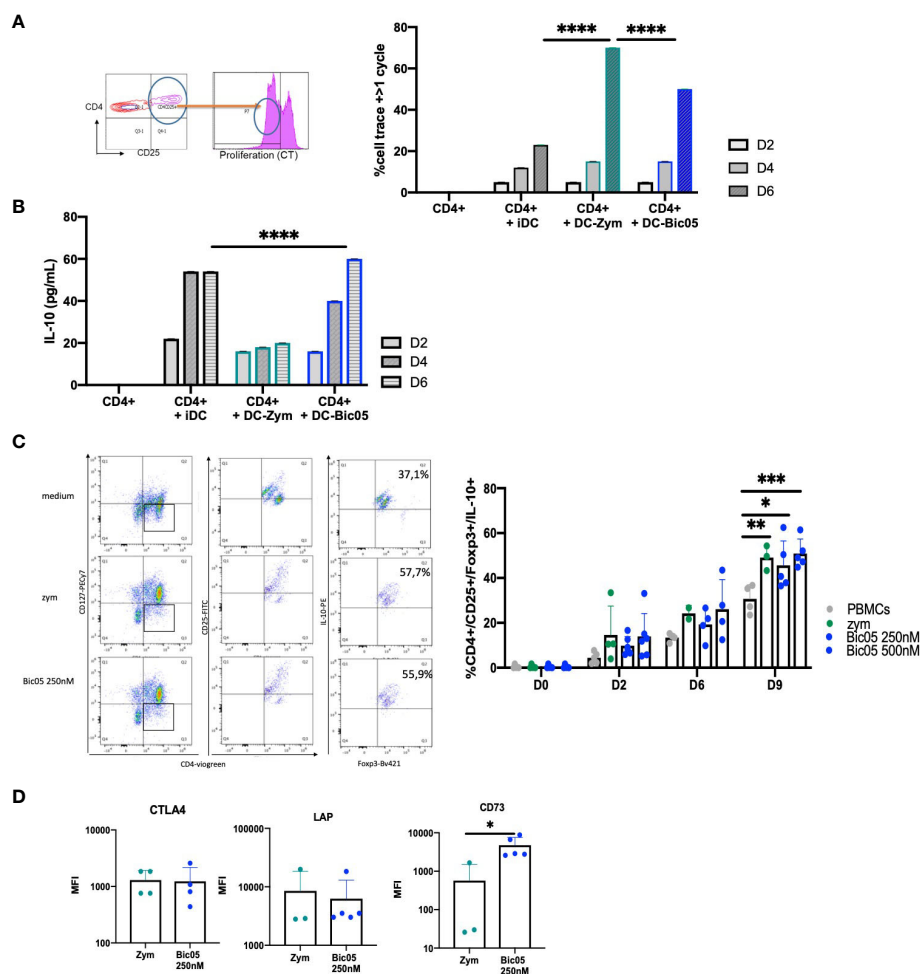 A
CD4
CD25
Proliferation (CT)
%cell trace +>1 cycle
80
60
40
20
0
**** ****
D2
D4
D6
CD4+
CD4+ + iDC
CD4+ + DC-Zym
CD4+ + DC-Bic05
B
IL-10 (pg/mL)
80
60
40
20
0
****
D2
D4
D6
CD4+
CD4+ + iDC
CD4+ + DC-Zym
CD4+ + DC-Bic05
C
medium
zym
Bic05 250nM
CD127-PECy7
CD25-FITC
IL-10-PE
37,1%
57,7%
55,9%
CD4-viogreen
Foxp3-Bv421
%CD4+/CD25+/Foxp3+/IL-10+
80
60
40
20
0
***
*
**
D0 D2 D6 D9
PBMCs
zym
Bic05 250nM
Bic05 500nM
D
CTLA4
MFI
10000
1000
100
Zym
Bic05 250nM
LAP
MFI
100000
10000
1000
Zym
Bic05 250nM
CD73
MFI
10000
1000
100
10
*
Zym
Bic05 250nM